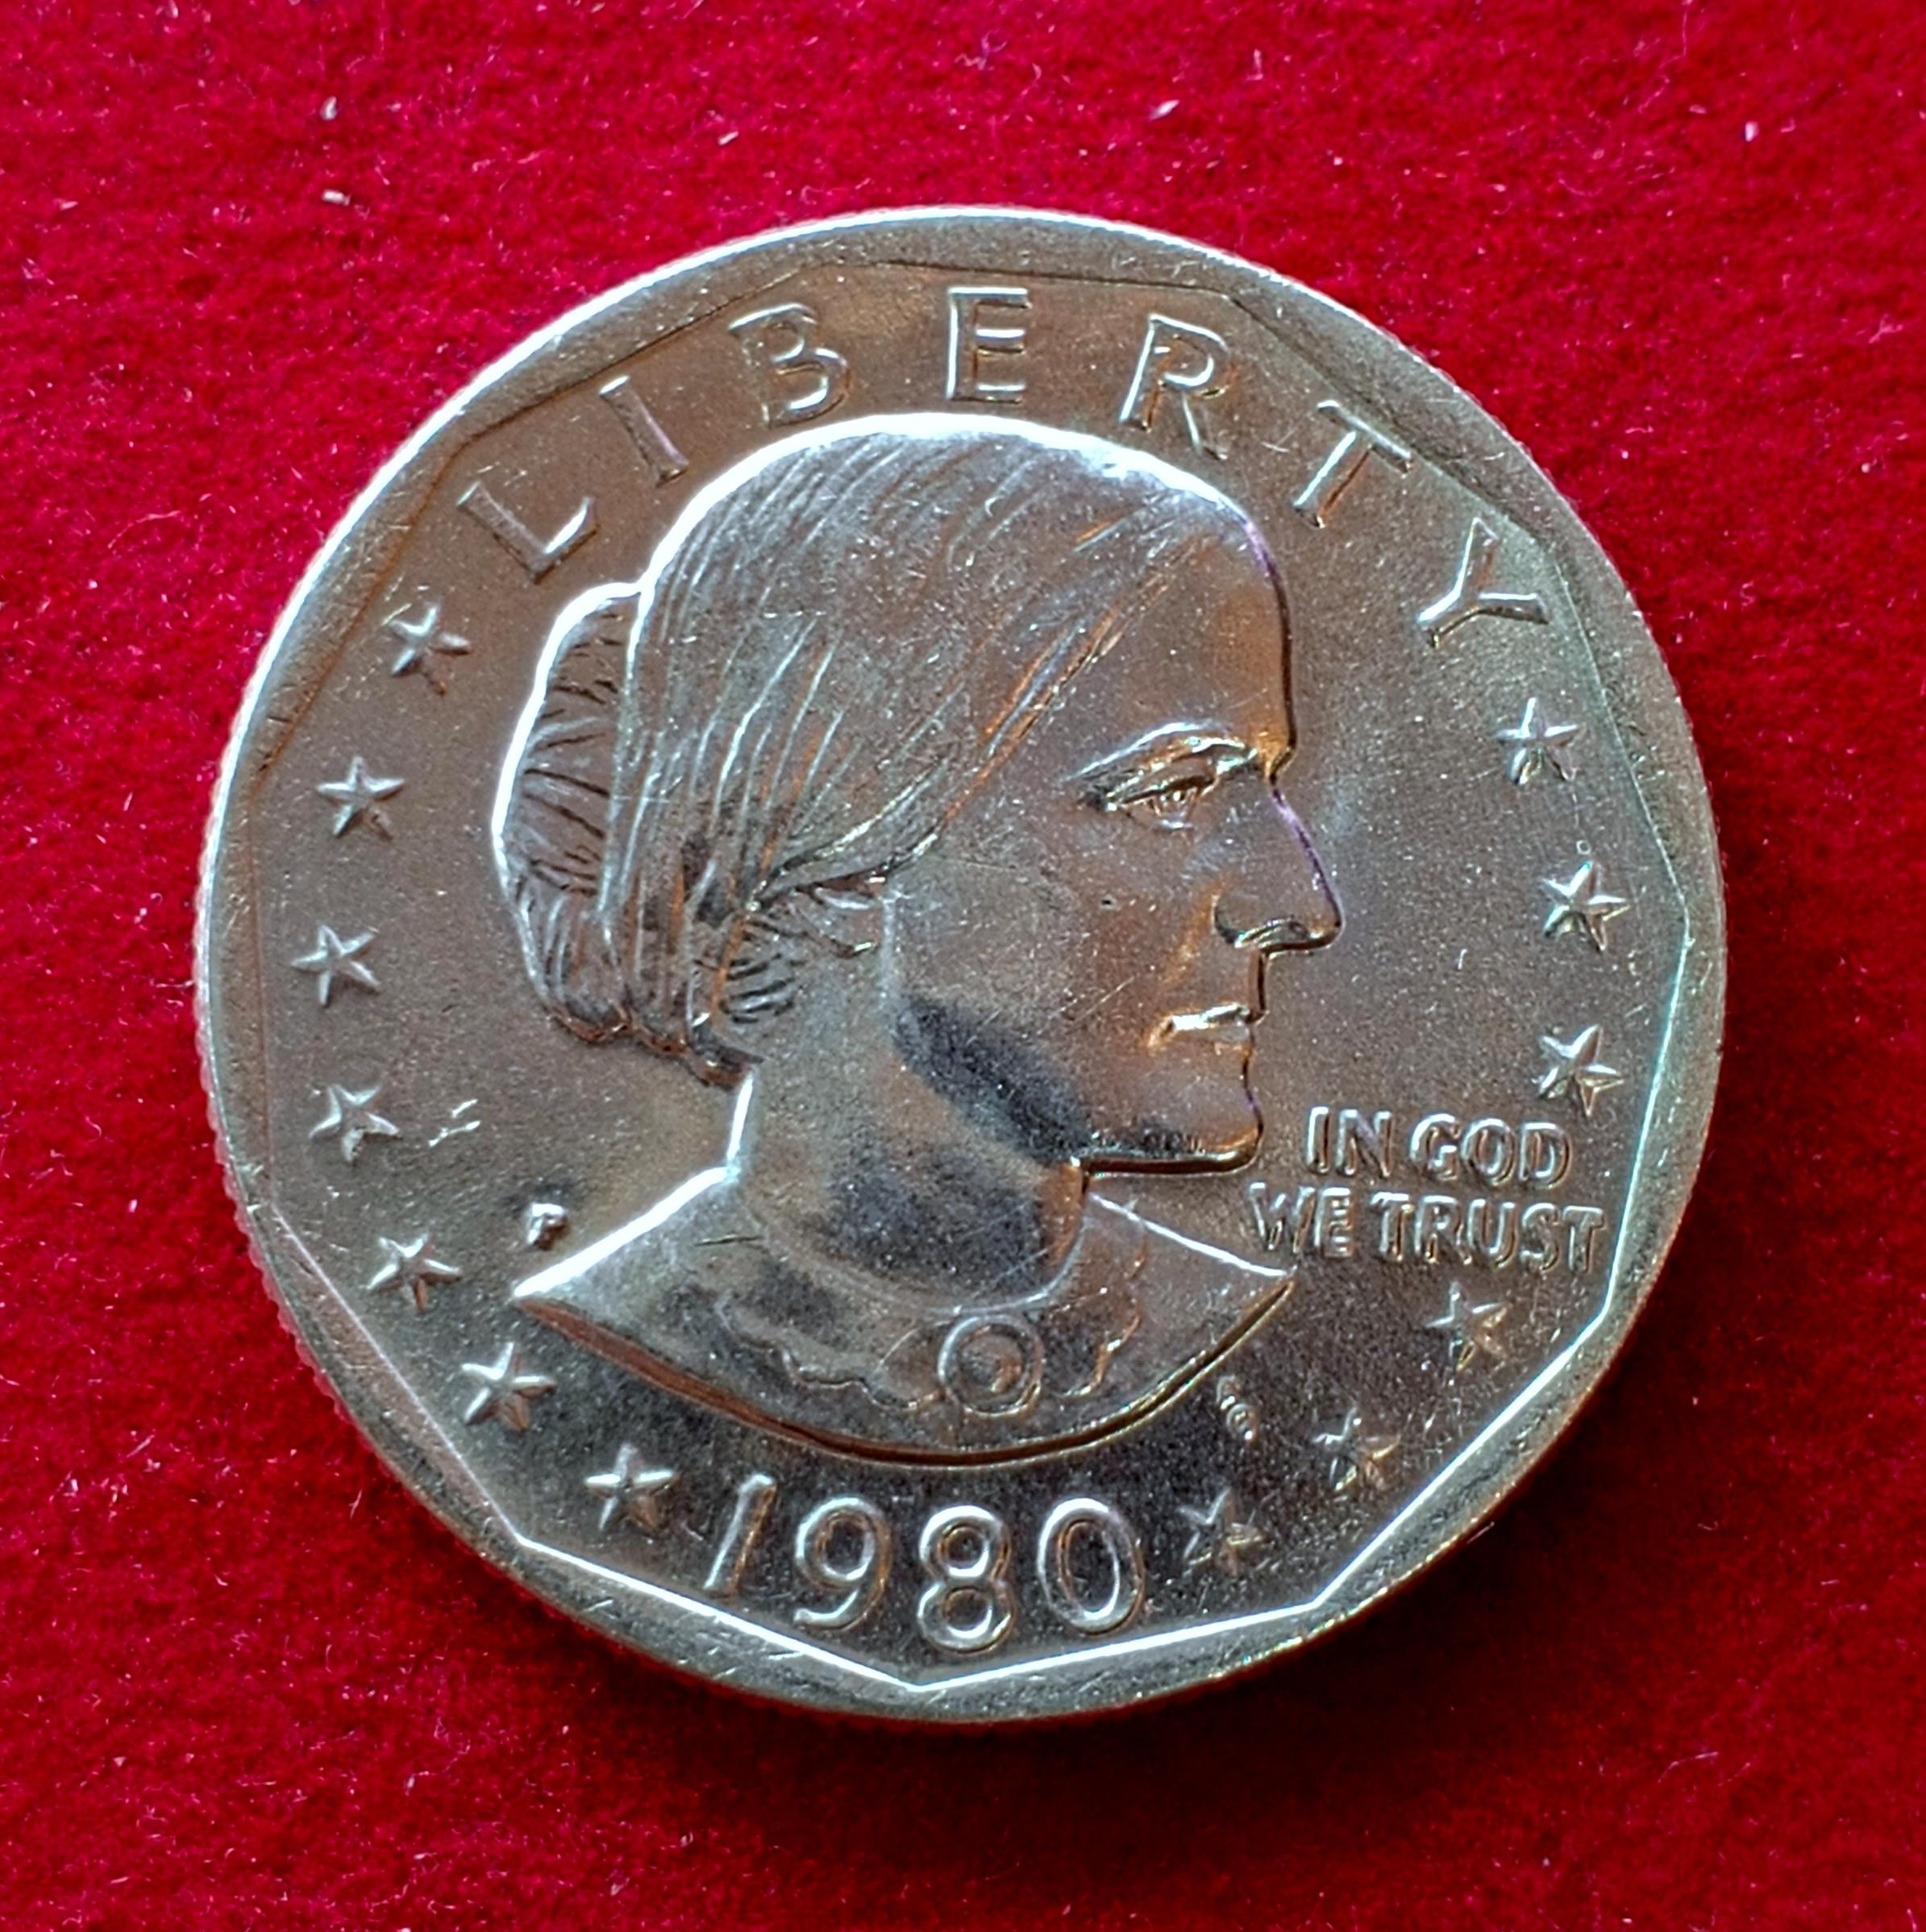 LIBERTY
IN GOD
WE TRUST
P
1980